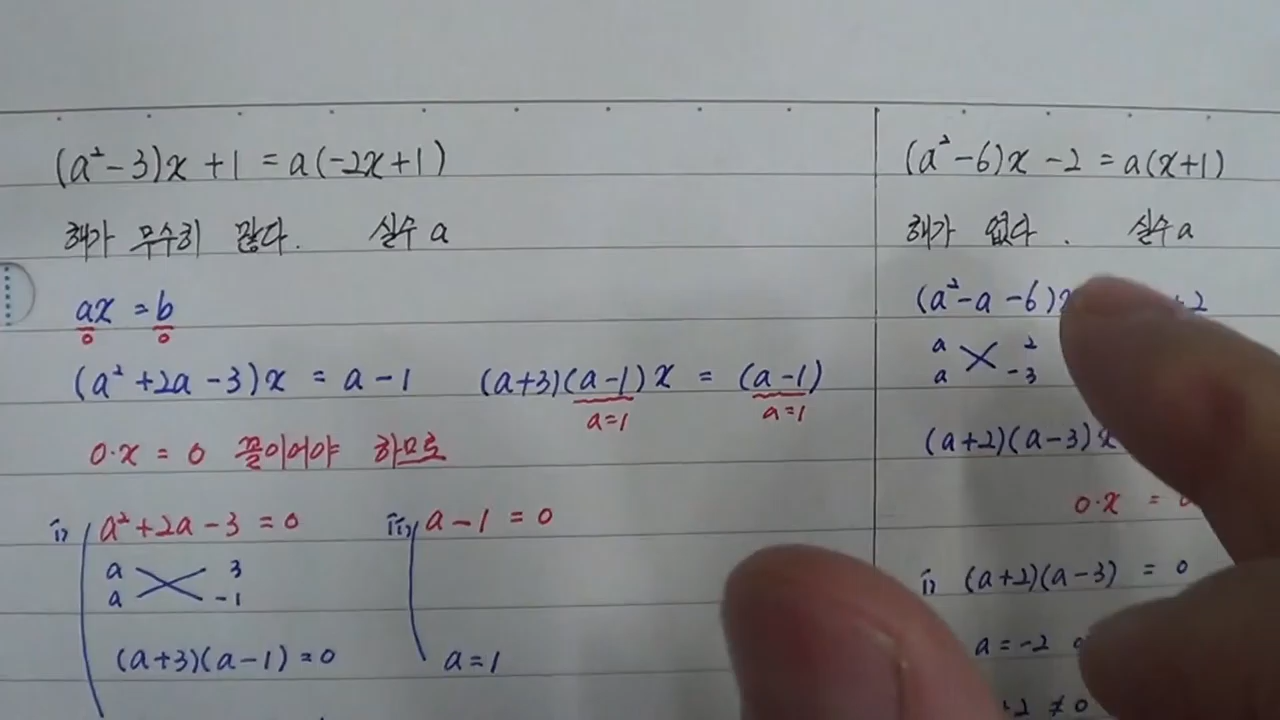 (a²-3)x+1=a(-2x+1)
해가 무수히 많다. 실수 a
ax = b
0 0
(a²+2a-3)x = a-1 (a+3)(a-1)x = (a-1)
a=1 a=1
0·x = 0 꼴이어야 하므로
i) a²+2a-3=0 ii) a-1=0
a 3
a -1
(a+3)(a-1)=0 a=1
(a²-6)x-2=a(x+1)
해가 없다. 실수 a
(a²-a-6) +2
a 2
a -3
(a+2)(a-3)x
0·x =
i) (a+2)(a-3) = 0
a=-2
2 ≠ 0